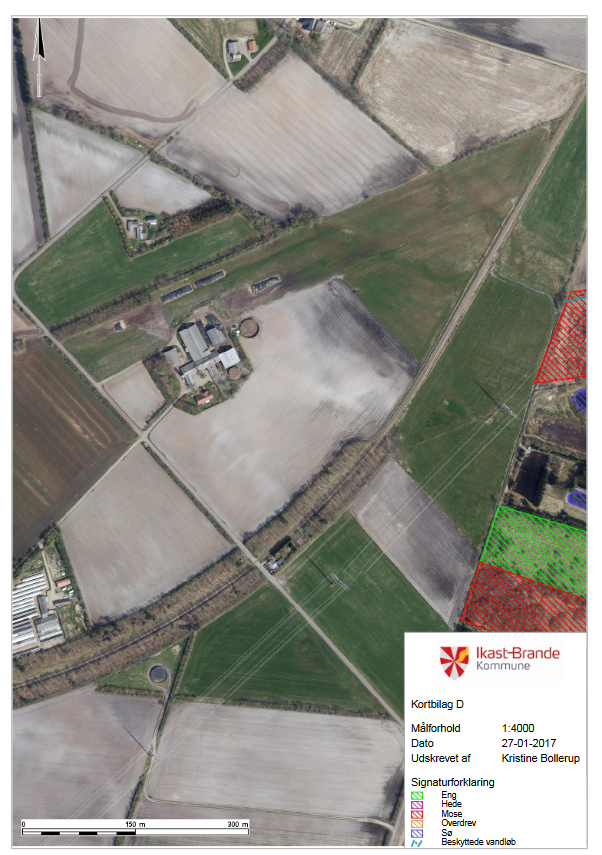 Ikast-Brande
Kommune
Kortbilag D
Målforhold 1:4000
Dato 27-01-2017
Udskrevet af Kristine Bollerup
Signaturforklaring
Eng
Hede
Mose
Overdrev
Sø
Beskyttede vandløb
150 m 300 m